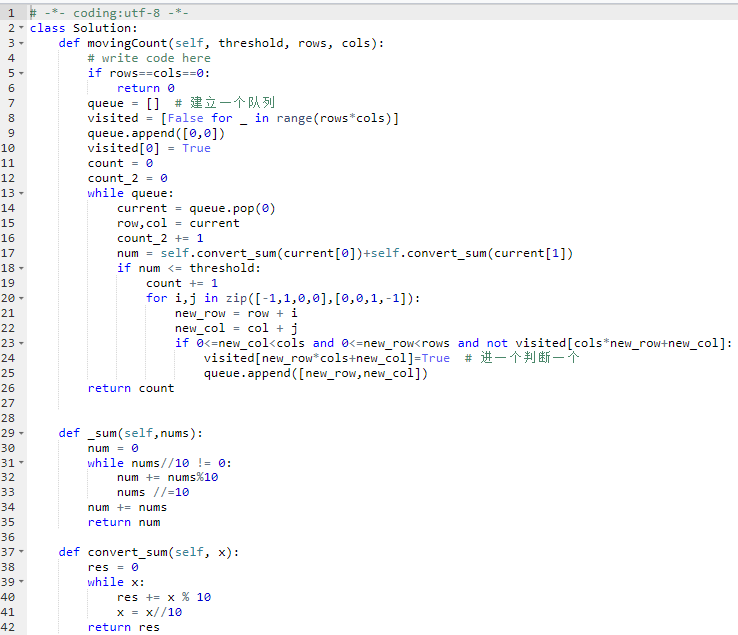 1 # -*- coding:utf-8 -*-
2 class Solution:
3     def movingCount(self, threshold, rows, cols):
4         # write code here
5         if rows==cols==0:
6             return 0
7         queue = []  # 建立一个队列
8         visited = [False for _ in range(rows*cols)]
9         queue.append([0,0])
10         visited[0] = True
11         count = 0
12         count_2 = 0
13         while queue:
14             current = queue.pop(0)
15             row,col = current
16             count_2 += 1
17             num = self.convert_sum(current[0])+self.convert_sum(current[1])
18             if num <= threshold:
19                 count += 1
20                 for i,j in zip([-1,1,0,0],[0,0,1,-1]):
21                     new_row = row + i
22                     new_col = col + j
23                     if 0<=new_col<cols and 0<=new_row<rows and not visited[cols*new_row+new_col]:
24                         visited[new_row*cols+new_col]=True  # 进一个判断一个
25                         queue.append([new_row,new_col])
26         return count
27
28
29     def _sum(self,nums):
30         num = 0
31         while nums//10 != 0:
32             num += nums%10
33             nums //=10
34         num += nums
35         return num
36
37     def convert_sum(self, x):
38         res = 0
39         while x:
40             res += x % 10
41             x = x//10
42         return res